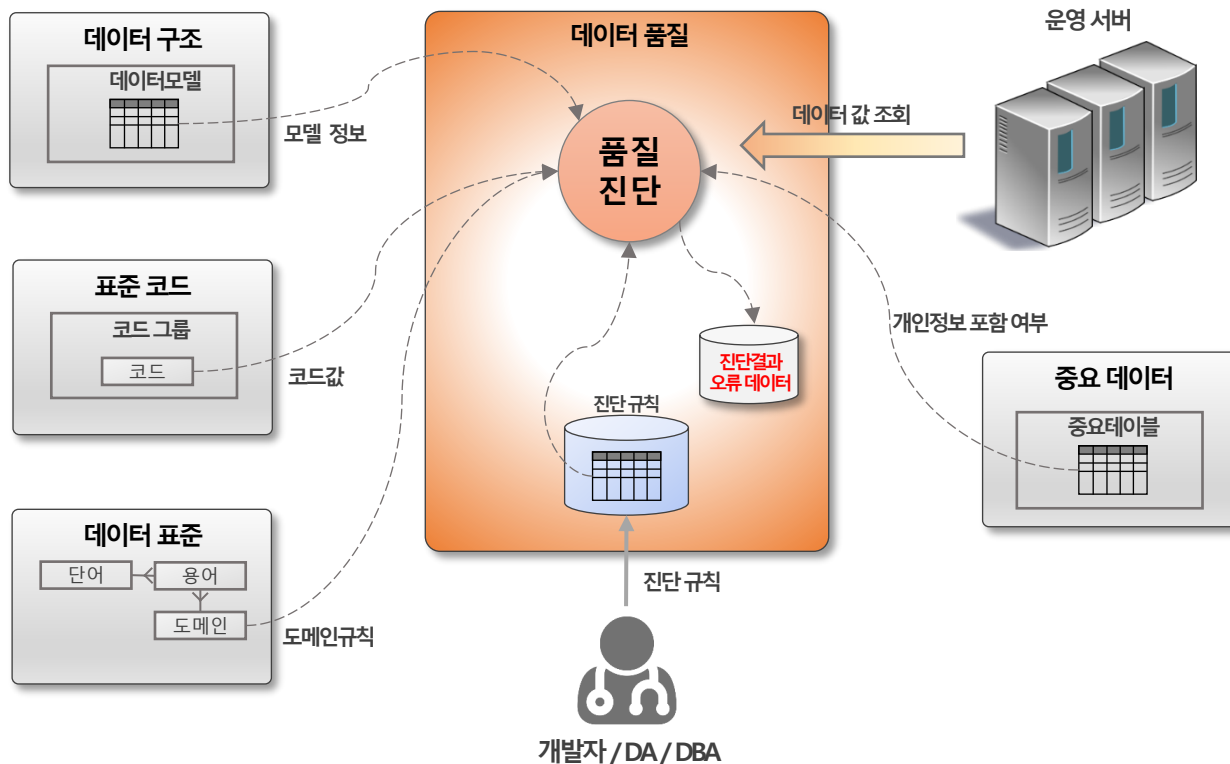 데이터 구조
데이터모델
모델 정보
표준 코드
코드 그룹
코드
코드값
데이터 표준
단어
용어
도메인
도메인규칙
데이터 품질
품질
진단
데이터 값 조회
운영 서버
진단결과
오류 데이터
진단 규칙
개인정보 포함 여부
중요 데이터
중요테이블
진단 규칙
개발자 / DA / DBA